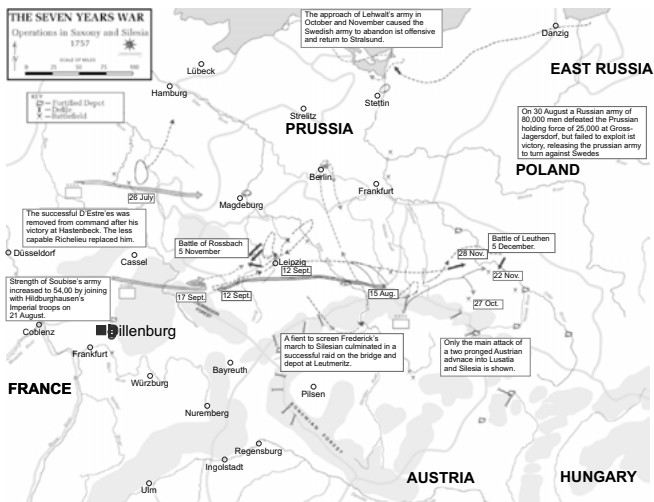 THE SEVEN YEARS WAR
Operations in Saxony and Silesia
1757
SCALE OF MILES
0 25 50 75 100
KEY
Fortified Depot
Defile
Battlefield
The approach of Lehwalt's army in
October and November caused the
Swedish army to abandon ist offensive
and return to Stralsund.
Danzig
EAST RUSSIA
Lübeck
Hamburg
Stettin
Strelitz
PRUSSIA
On 30 August a Russian army of
80,000 men defeated the Prussian
holding force of 25,000 at Gross-
Jagersdorf, but failed to exploit ist
victory, releasing the prussian army
to turn against Swedes
POLAND
Berlin
Frankfurt
26 July
Magdeburg
The successful D'Estre'es was
removed from command after his
victory at Hastenbeck. The less
capable Richelieu replaced him.
Battle of Rossbach
5 November
Battle of Leuthen
5 December.
28 Nov.
22 Nov.
Düsseldorf
Cassel
Leipzig
12 Sept.
Strength of Soubise's army
increased to 54,00 by joining
with Hildburghausen's
Imperial troops on
21 August.
17 Sept.
12 Sept.
15 Aug.
27 Oct.
Coblenz
Dillenburg
Frankfurt
A fient to screen Frederick's
march to Silesian culminated in a
successful raid on the bridge and
depot at Leutmeritz.
Only the main attack of
a two pronged Austrian
advnace into Lusatia
and Silesia is shown.
FRANCE
Würzburg
Bayreuth
Pilsen
Nuremberg
BOHEMIAN FOREST
Regensburg
Ingolstadt
Ulm
AUSTRIA
HUNGARY